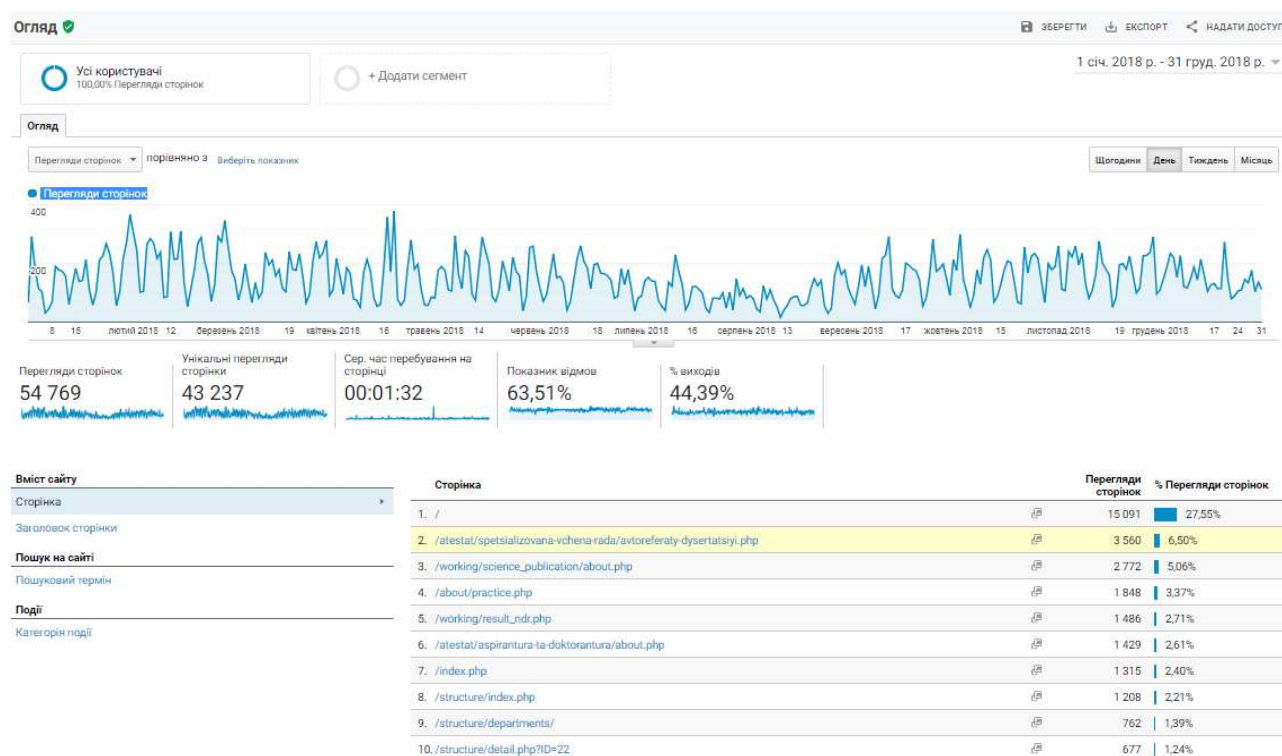 Огляд
ЗБЕРЕГТИ ЕКСПОРТ НАДАТИ ДОСТУП
Усі користувачі
100,00% Перегляди сторінок
+ Додати сегмент
1 січ. 2018 р. - 31 груд. 2018 р.
Огляд
Перегляди сторінок порівняно з Виберіть показник
Щогодини День Тиждень Місяць
Перегляди сторінок
400
200
8 15 лютий 2018 12 березень 2018 19 квітень 2018 16 травень 2018 14 червень 2018 18 липень 2018 16 серпень 2018 13 вересень 2018 17 жовтень 2018 15 листопад 2018 19 грудень 2018 17 24 31
Перегляди сторінок
54 769
Унікальні перегляди
сторінки
43 237
Сер. час перебування на
сторінці
00:01:32
Показник відмов
63,51%
% виходів
44,39%
Вміст сайту
Сторінка
Заголовок сторінки
Пошук на сайті
Пошуковий термін
Події
Категорія події
Сторінка Перегляди сторінок % Перегляди сторінок
1. / 15 091 27,55%
2. /atestat/spetsializovana-vchena-rada/avtoreferaty-dysertatsiyi.php 3 560 6,50%
3. /working/science_publication/about.php 2 772 5,06%
4. /about/practice.php 1 848 3,37%
5. /working/result_ndr.php 1 486 2,71%
6. /atestat/aspirantura-ta-doktorantura/about.php 1 429 2,61%
7. /index.php 1 315 2,40%
8. /structure/index.php 1 208 2,21%
9. /structure/departments/ 762 1,39%
10. /structure/detail.php?ID=22 677 1,24%